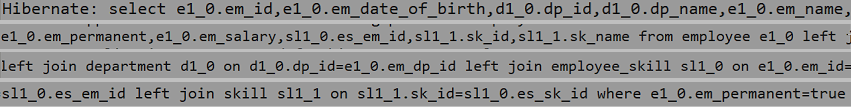 Hibernate: select e1_0.em_id,e1_0.em_date_of_birth,d1_0.dp_id,d1_0.dp_name,e1_0.em_name,
e1_0.em_permanent,e1_0.em_salary,sl1_0.es_em_id,sl1_1.sk_id,sl1_1.sk_name from employee e1_0 left
left join department d1_0 on d1_0.dp_id=e1_0.em_dp_id left join employee_skill sl1_0 on e1_0.em_id=
sl1_0.es_em_id left join skill sl1_1 on sl1_1.sk_id=sl1_0.es_sk_id where e1_0.em_permanent=true